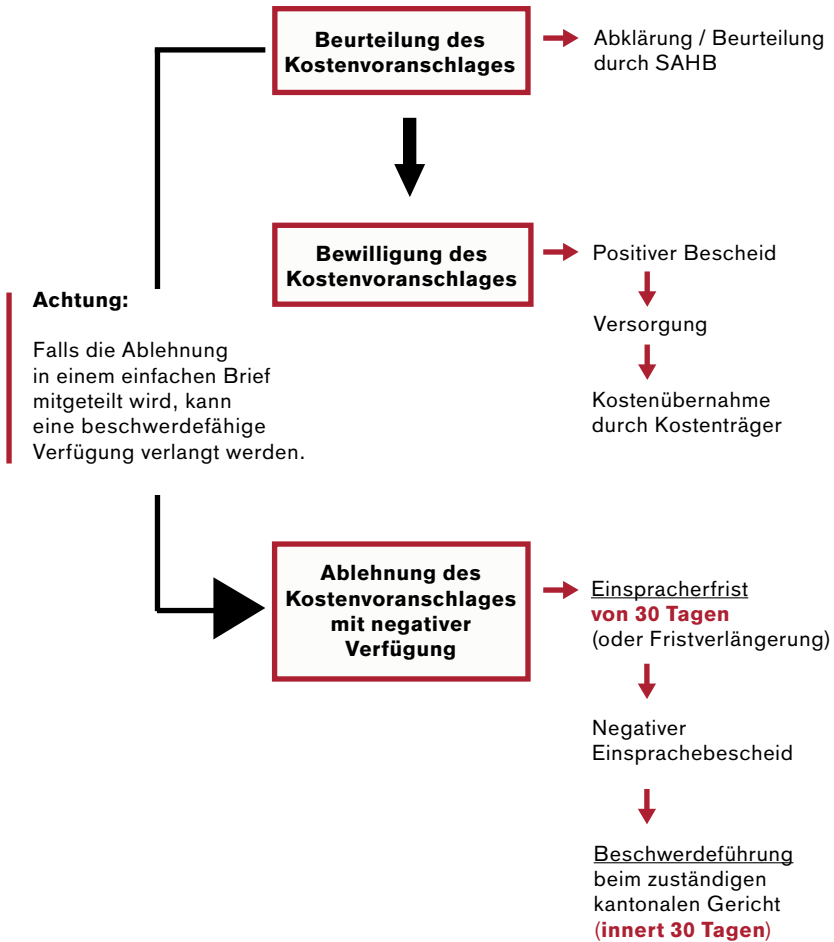 Beurteilung des
Kostenvoranschlages
Abklärung / Beurteilung
durch SAHB
Bewilligung des
Kostenvoranschlages
Positiver Bescheid
Versorgung
Kostenübernahme
durch Kostenträger
Achtung:
Falls die Ablehnung
in einem einfachen Brief
mitgeteilt wird, kann
eine beschwerdefähige
Verfügung verlangt werden.
Ablehnung des
Kostenvoranschlages
mit negativer
Verfügung
Einspracherfrist
von 30 Tagen
(oder Fristverlängerung)
Negativer
Einsprachebescheid
Beschwerdeführung
beim zuständigen
kantonalen Gericht
(innert 30 Tagen)